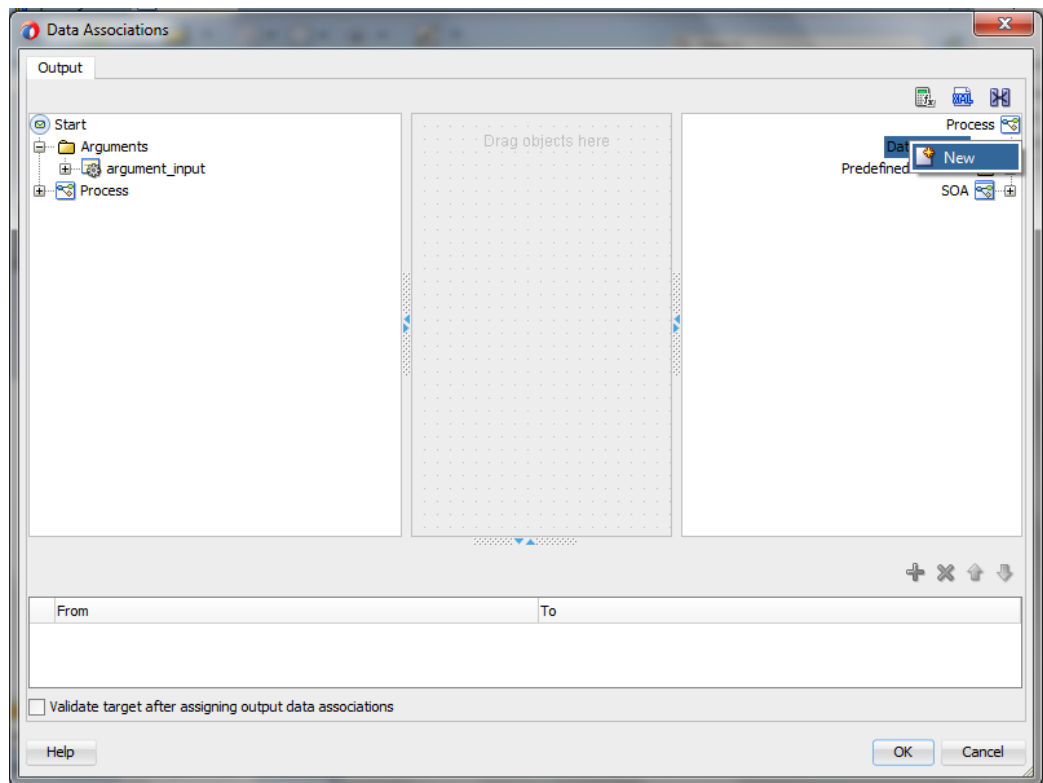 Data Associations
x
Output
Start
Arguments
argument_input
Process
Drag objects here
Process
Dat
New
Predefined
SOA
From
To
Validate target after assigning output data associations
Help
OK
Cancel